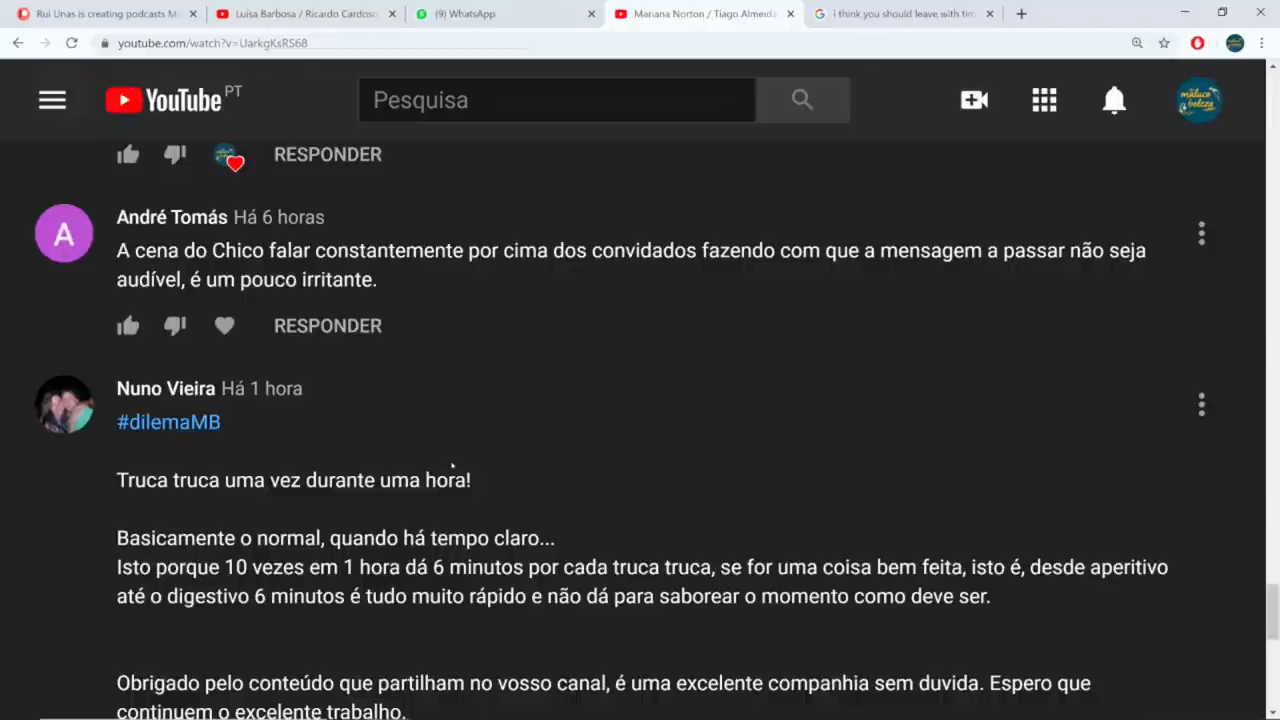 Rui Unas is creating podcasts M
Luísa Barbosa / Ricardo Cardoso
(9) WhatsApp
Mariana Norton / Tiago Almeida
i think you should leave with tim
youtube.com/watch?v=UarkgKsRS68
YouTube PT
Pesquisa
maluco beleza
RESPONDER
A
André Tomás Há 6 horas
A cena do Chico falar constantemente por cima dos convidados fazendo com que a mensagem a passar não seja
audível, é um pouco irritante.
RESPONDER
Nuno Vieira Há 1 hora
#dilemaMB
Truca truca uma vez durante uma hora!
Basicamente o normal, quando há tempo claro...
Isto porque 10 vezes em 1 hora dá 6 minutos por cada truca truca, se for uma coisa bem feita, isto é, desde aperitivo
até o digestivo 6 minutos é tudo muito rápido e não dá para saborear o momento como deve ser.
Obrigado pelo conteúdo que partilham no vosso canal, é uma excelente companhia sem duvida. Espero que
continuem o excelente trabalho.